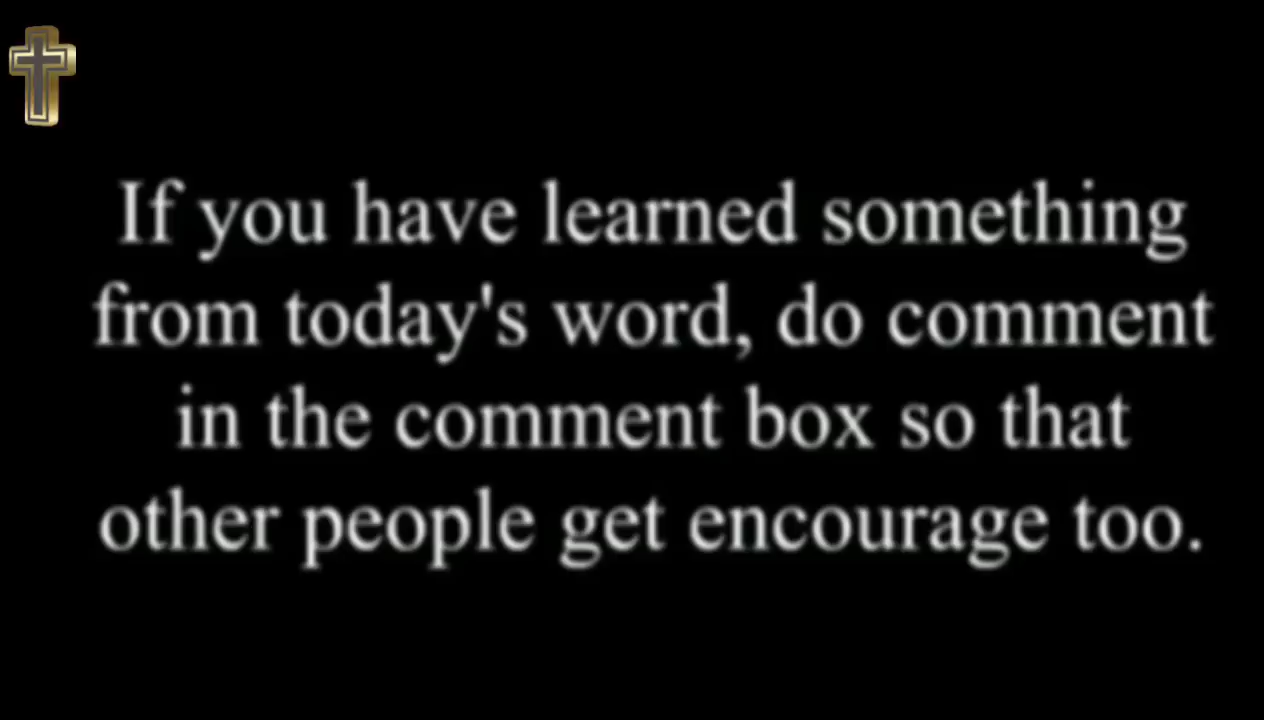 If you have learned something
from today's word, do comment
in the comment box so that
other people get encourage too.